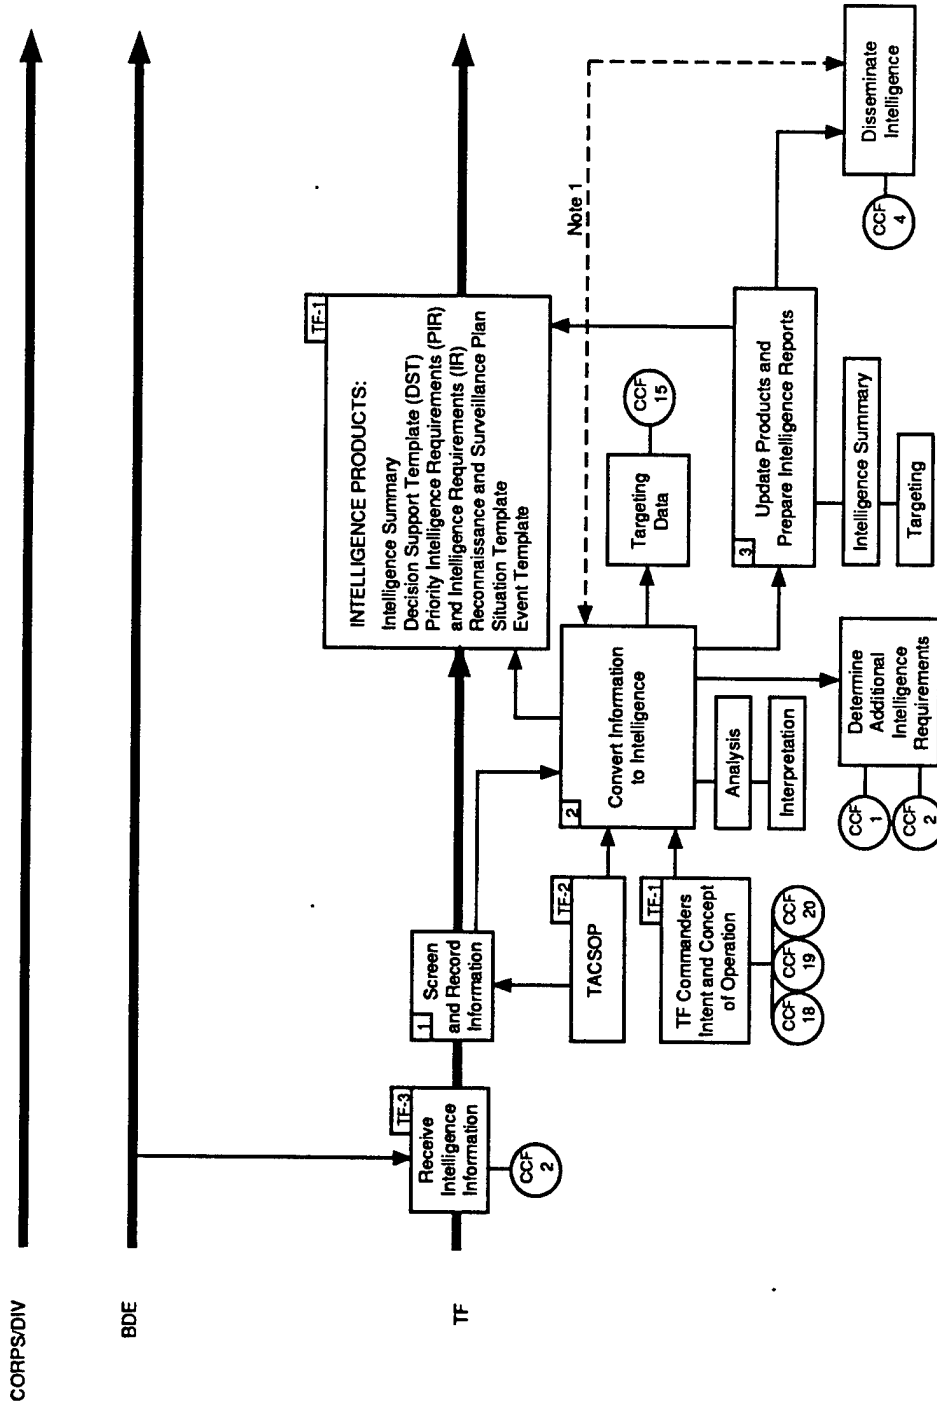 CORPS/DIV
BDE
TF
TF-3
Receive
Intelligence
Information
CCF
2
1
Screen
and Record
Information
TF-1
INTELLIGENCE PRODUCTS:
Intelligence Summary
Decision Support Template (DST)
Priority Intelligence Requirements (PIR)
and Intelligence Requirements (IR)
Reconnaissance and Surveillance Plan
Situation Template
Event Template
TF-2
TACSOP
TF-1
TF Commanders
Intent and Concept
of Operation
CCF
18
CCF
19
CCF
20
2
Convert Information
to Intelligence
Analysis
Interpretation
Note 1
Targeting
Data
CCF
15
3
Update Products and
Prepare Intelligence Reports
Intelligence Summary
Targeting
Determine
Additional
Intelligence
Requirements
CCF
1
CCF
2
Disseminate
Intelligence
CCF
4